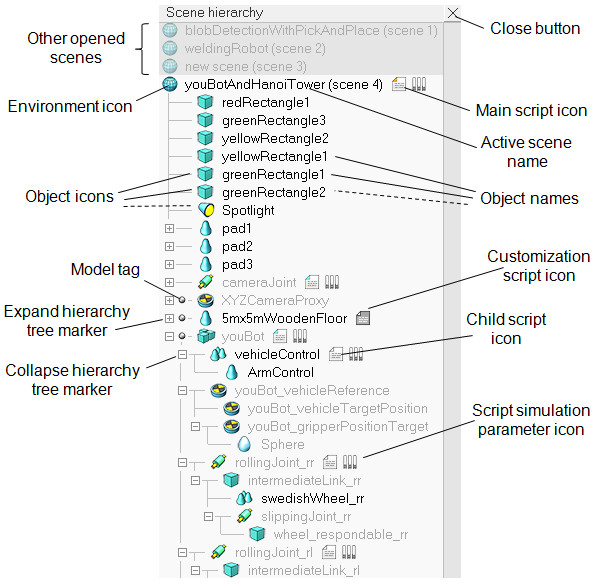 Scene hierarchy
Other opened
scenes
blobDetectionWithPickAndPlace (scene 1)
weldingRobot (scene 2)
new scene (scene 3)
Close button
Environment icon
youBotAndHanoiTower (scene 4)
Main script icon
redRectangle1
greenRectangle3
yellowRectangle2
Active scene
name
yellowRectangle1
greenRectangle1
greenRectangle2
Object icons
Object names
Spotlight
pad1
pad2
pad3
Model tag
cameraJoint
XYZCameraProxy
Customization
script icon
Expand hierarchy
tree marker
5mx5mWoodenFloor
youBot
Child script
icon
Collapse hierarchy
tree marker
vehicleControl
ArmControl
youBot_vehicleReference
youBot_vehicleTargetPosition
youBot_gripperPositionTarget
Sphere
Script simulation
parameter icon
rollingJoint_rr
intermediateLink_rr
swedishWheel_rr
slippingJoint_rr
wheel_respondable_rr
rollingJoint_rl
intermediateLink_rl